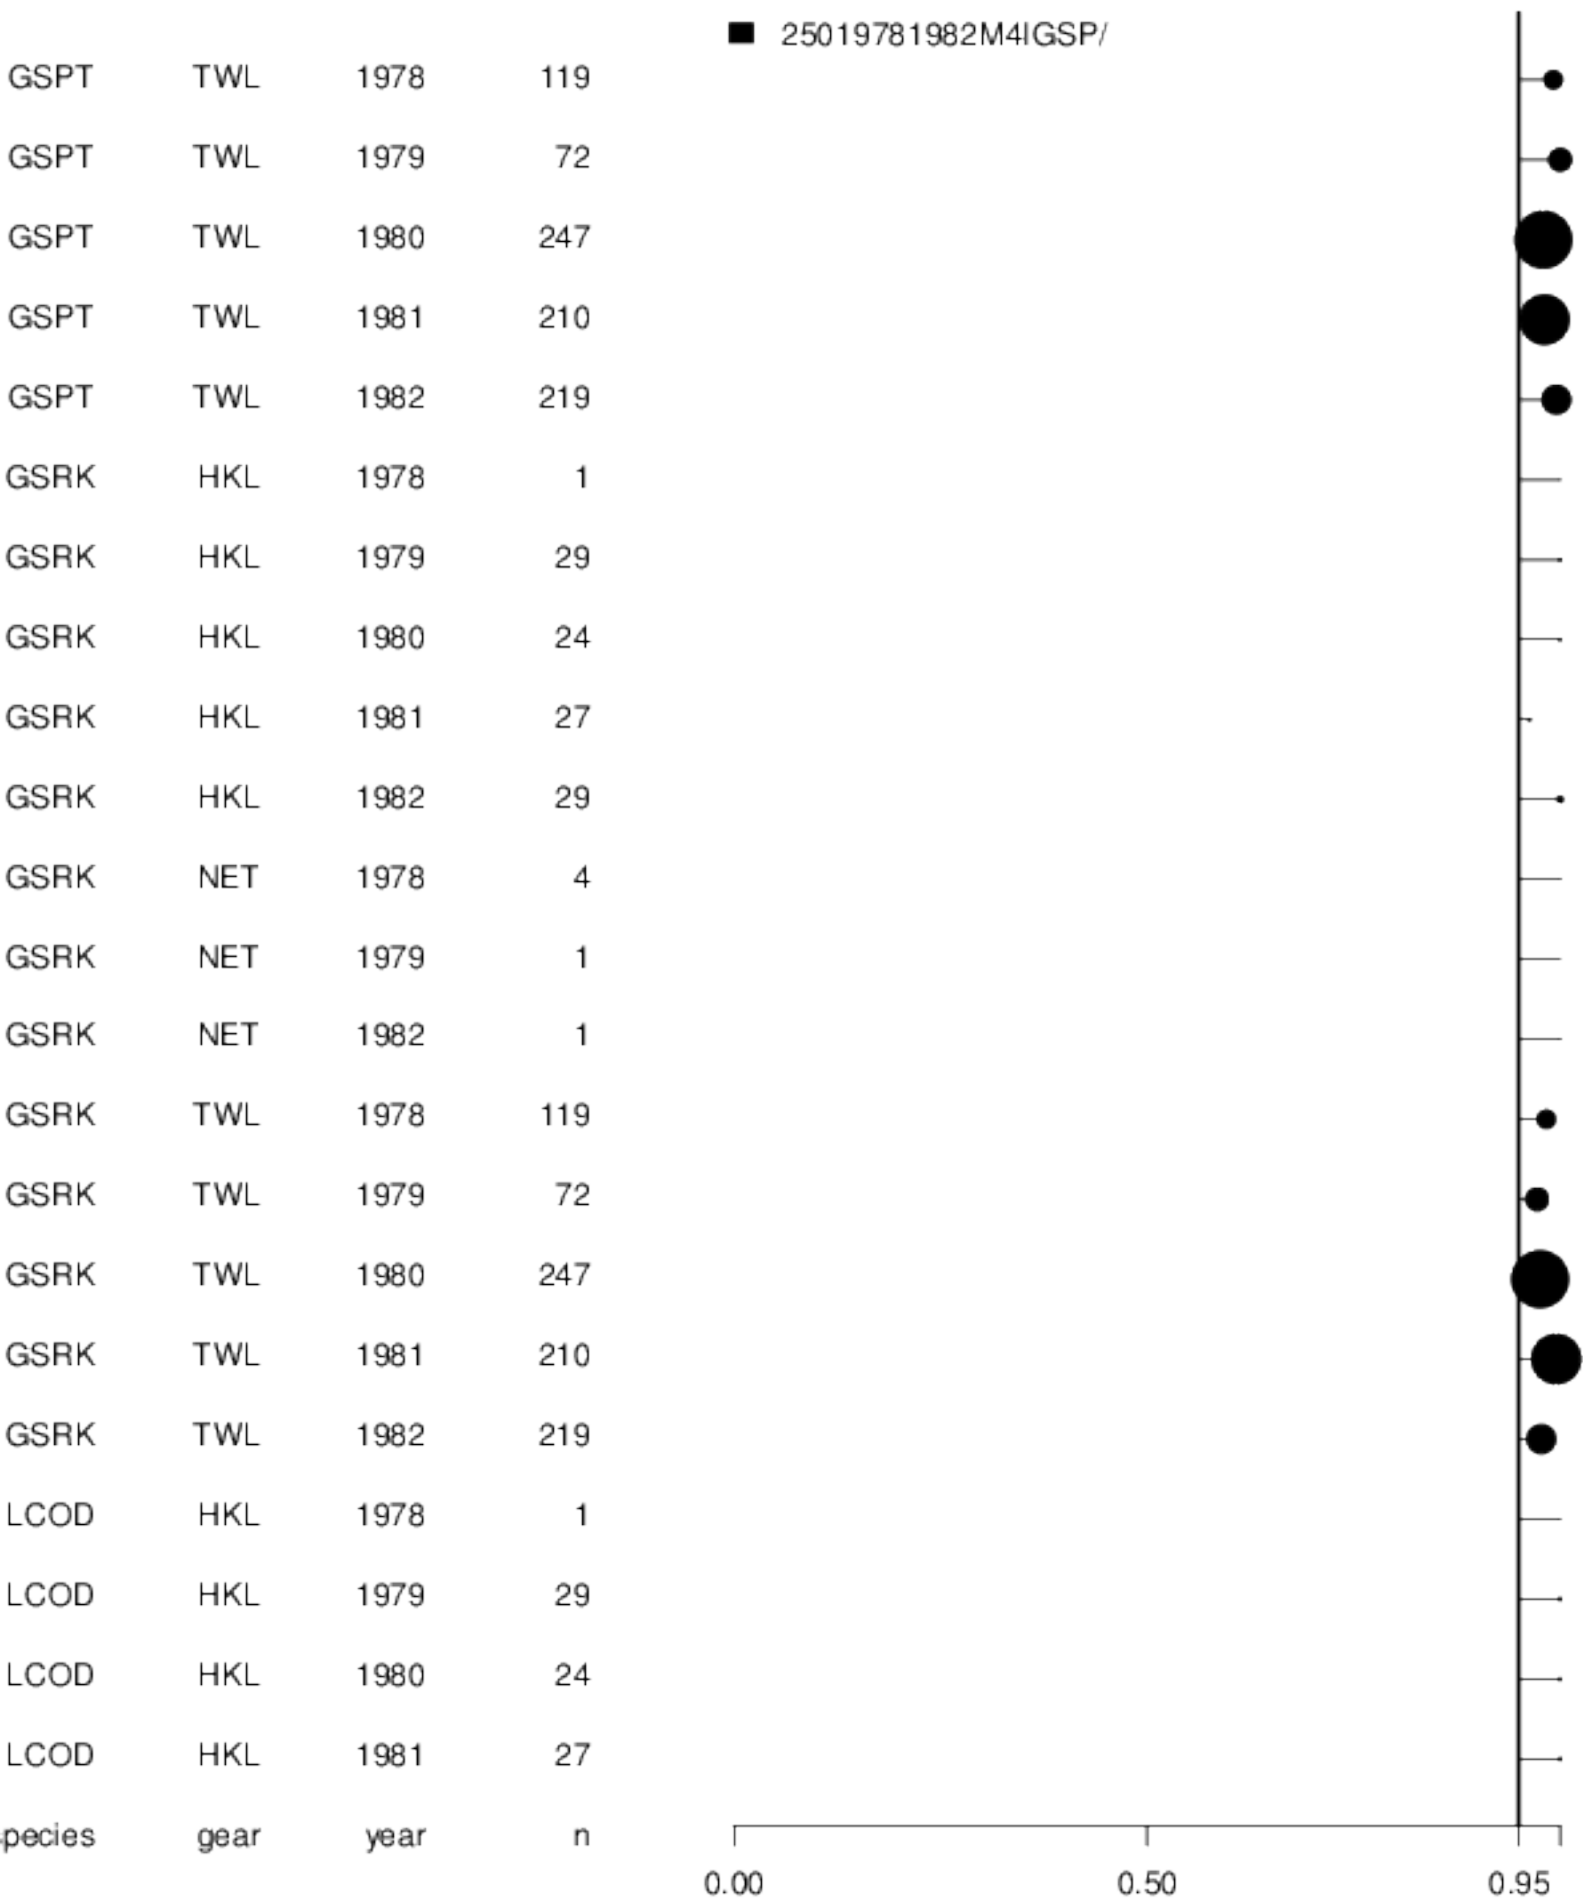 25019781982M4IGSP/
GSPT TWL 1978 119
GSPT TWL 1979 72
GSPT TWL 1980 247
GSPT TWL 1981 210
GSPT TWL 1982 219
GSRK HKL 1978 1
GSRK HKL 1979 29
GSRK HKL 1980 24
GSRK HKL 1981 27
GSRK HKL 1982 29
GSRK NET 1978 4
GSRK NET 1979 1
GSRK NET 1982 1
GSRK TWL 1978 119
GSRK TWL 1979 72
GSRK TWL 1980 247
GSRK TWL 1981 210
GSRK TWL 1982 219
LCOD HKL 1978 1
LCOD HKL 1979 29
LCOD HKL 1980 24
LCOD HKL 1981 27
pecies gear year n
0.00 0.50 0.95